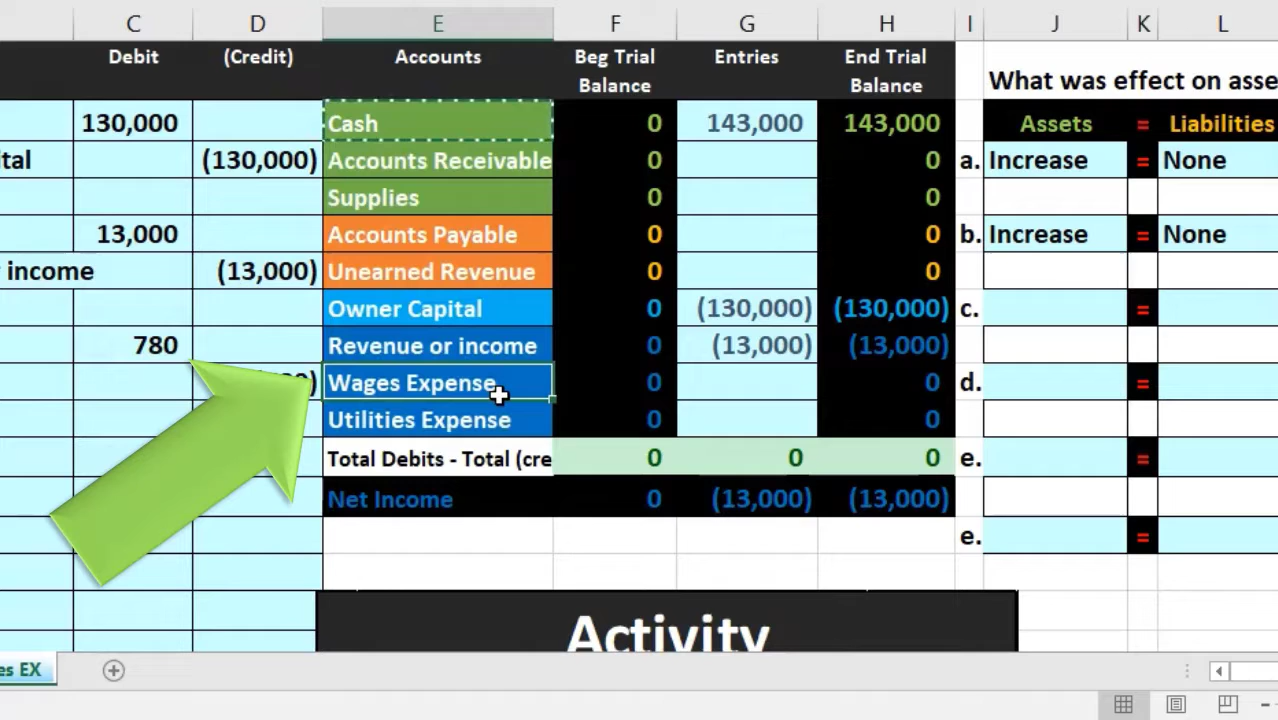 C D E F G H I J K L
Debit (Credit) Accounts Beg Trial Balance Entries End Trial Balance
What was effect on asse
130,000 Cash 0 143,000 143,000 Assets = Liabilities
tal (130,000) Accounts Receivable 0 0 a. Increase = None
Supplies 0 0
13,000 Accounts Payable 0 0 b. Increase = None
r income (13,000) Unearned Revenue 0 0
Owner Capital 0 (130,000) (130,000) c. =
780 Revenue or income 0 (13,000) (13,000)
) Wages Expense 0 0 d. =
Utilities Expense 0 0
Total Debits - Total (cre 0 0 0 e. =
Net Income 0 (13,000) (13,000)
e. =
Activity
es EX